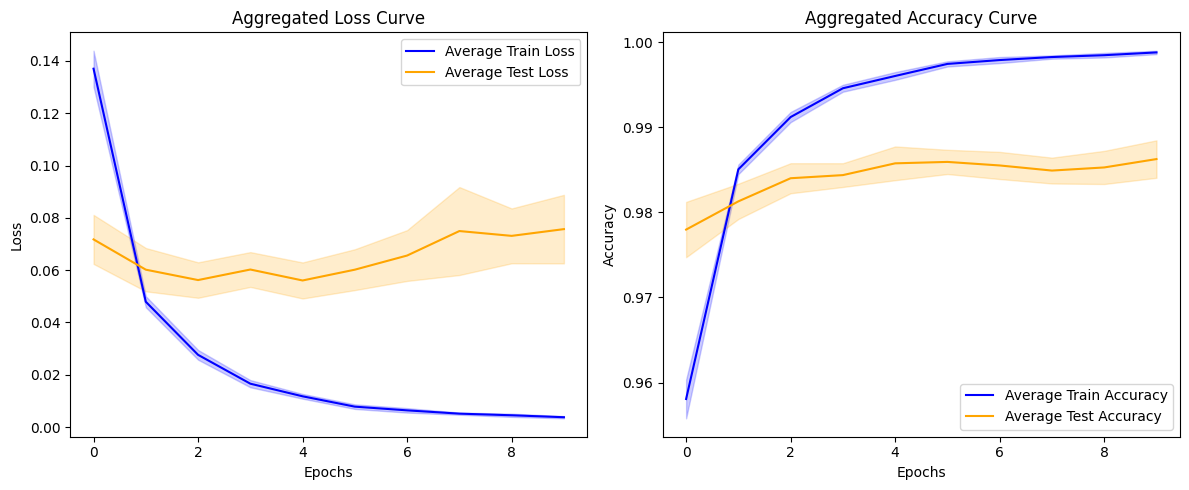 Aggregated Loss Curve
Average Train Loss
Average Test Loss
0.14
0.12
0.10
0.08
0.06
0.04
0.02
0.00
Loss
0
2
4
6
8
Epochs
Aggregated Accuracy Curve
1.00
0.99
0.98
0.97
0.96
Accuracy
Average Train Accuracy
Average Test Accuracy
0
2
4
6
8
Epochs